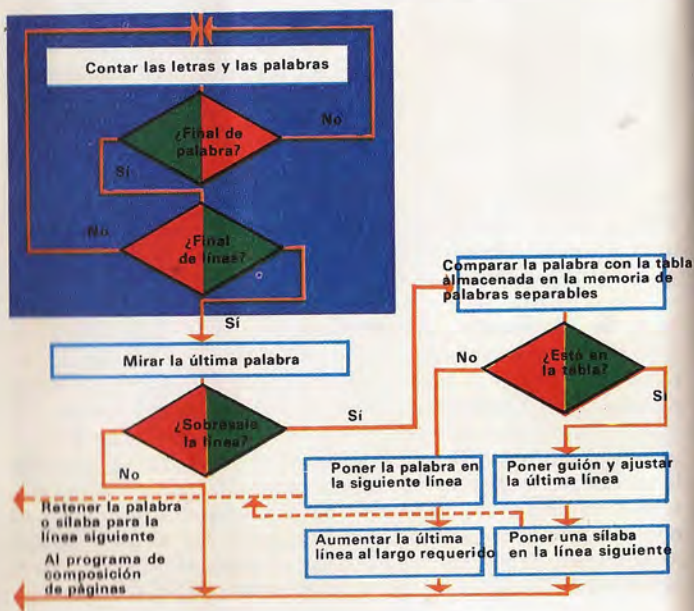 Contar las letras y las palabras
¿Final de
palabra?
No
Sí
¿Final
de línes?
No
Sí
Mirar la última palabra
¿Sobresale
la línea?
Sí
No
Comparar la palabra con la tabla
almacenada en la memoria de
palabras separables
¿Está en
la tabla?
No
Sí
Poner la palabra en
la siguiente línea
Poner guión y ajustar
la última línea
Aumentar la última
línea al largo requerido
Poner una sílaba
en la línea siguiente
Retener la palabra
o sílaba para la
línea siguiente
Al programa de
composición
de páginas